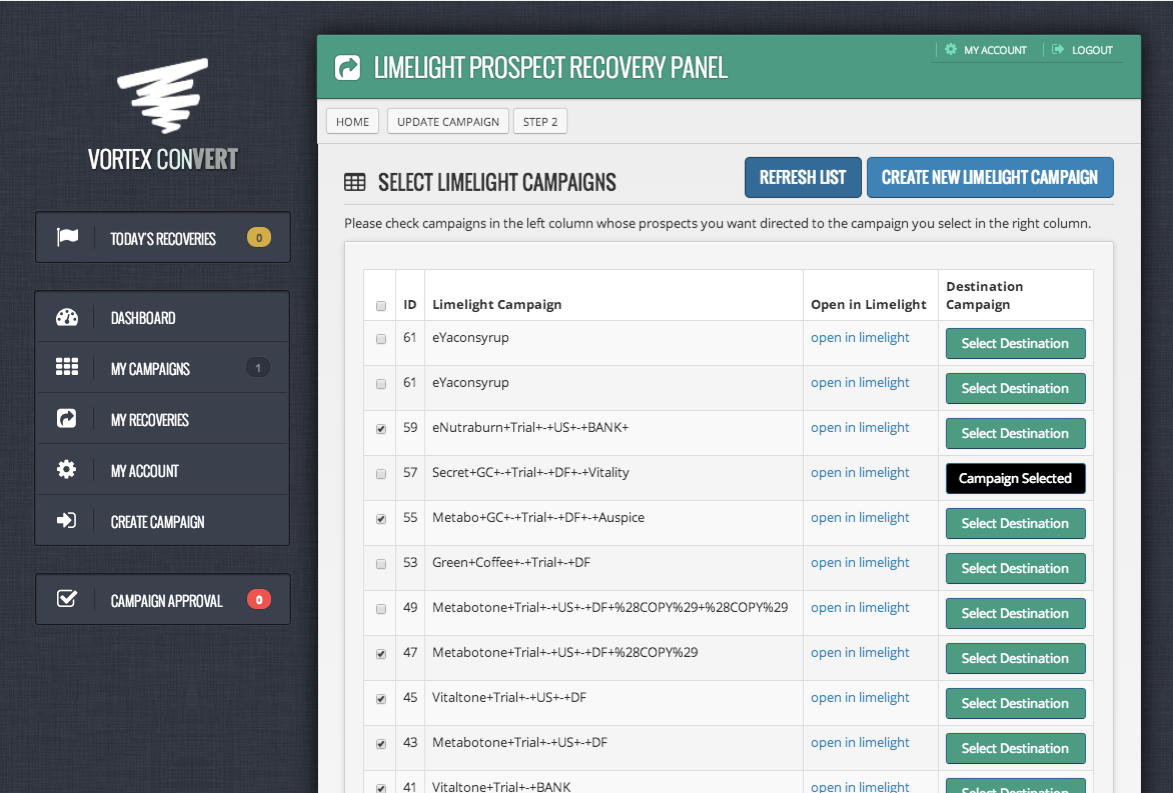 MY ACCOUNT
LOGOUT
LIMELIGHT PROSPECT RECOVERY PANEL
VORTEX CONVERT
HOME
UPDATE CAMPAIGN
STEP 2
SELECT LIMELIGHT CAMPAIGNS
REFRESH LIST
CREATE NEW LIMELIGHT CAMPAIGN
Please check campaigns in the left column whose prospects you want directed to the campaign you select in the right column.
TODAY'S RECOVERIES 0
DASHBOARD
MY CAMPAIGNS 1
MY RECOVERIES
MY ACCOUNT
CREATE CAMPAIGN
CAMPAIGN APPROVAL 0
ID Limelight Campaign Open in Limelight Destination
Campaign
61 eYaconsyrup open in limelight Select Destination
61 eYaconsyrup open in limelight Select Destination
59 eNutraburn+Trial+-+US+-+BANK+ open in limelight Select Destination
57 Secret+GC+-+Trial+-+DF+-+Vitality open in limelight Campaign Selected
55 Metabo+GC+-+Trial+-+DF+-+Auspice open in limelight Select Destination
53 Green+Coffee+-+Trial+-+DF open in limelight Select Destination
49 Metabotone+Trial+-+US+-+DF+%28COPY%29+%28COPY%29 open in limelight Select Destination
47 Metabotone+Trial+-+US+-+DF+%28COPY%29 open in limelight Select Destination
45 Vitaltone+Trial+-+US+-+DF open in limelight Select Destination
43 Metabotone+Trial+-+US+-+DF open in limelight Select Destination
41 Vitaltone+Trial+-+BANK open in limelight Select Destination